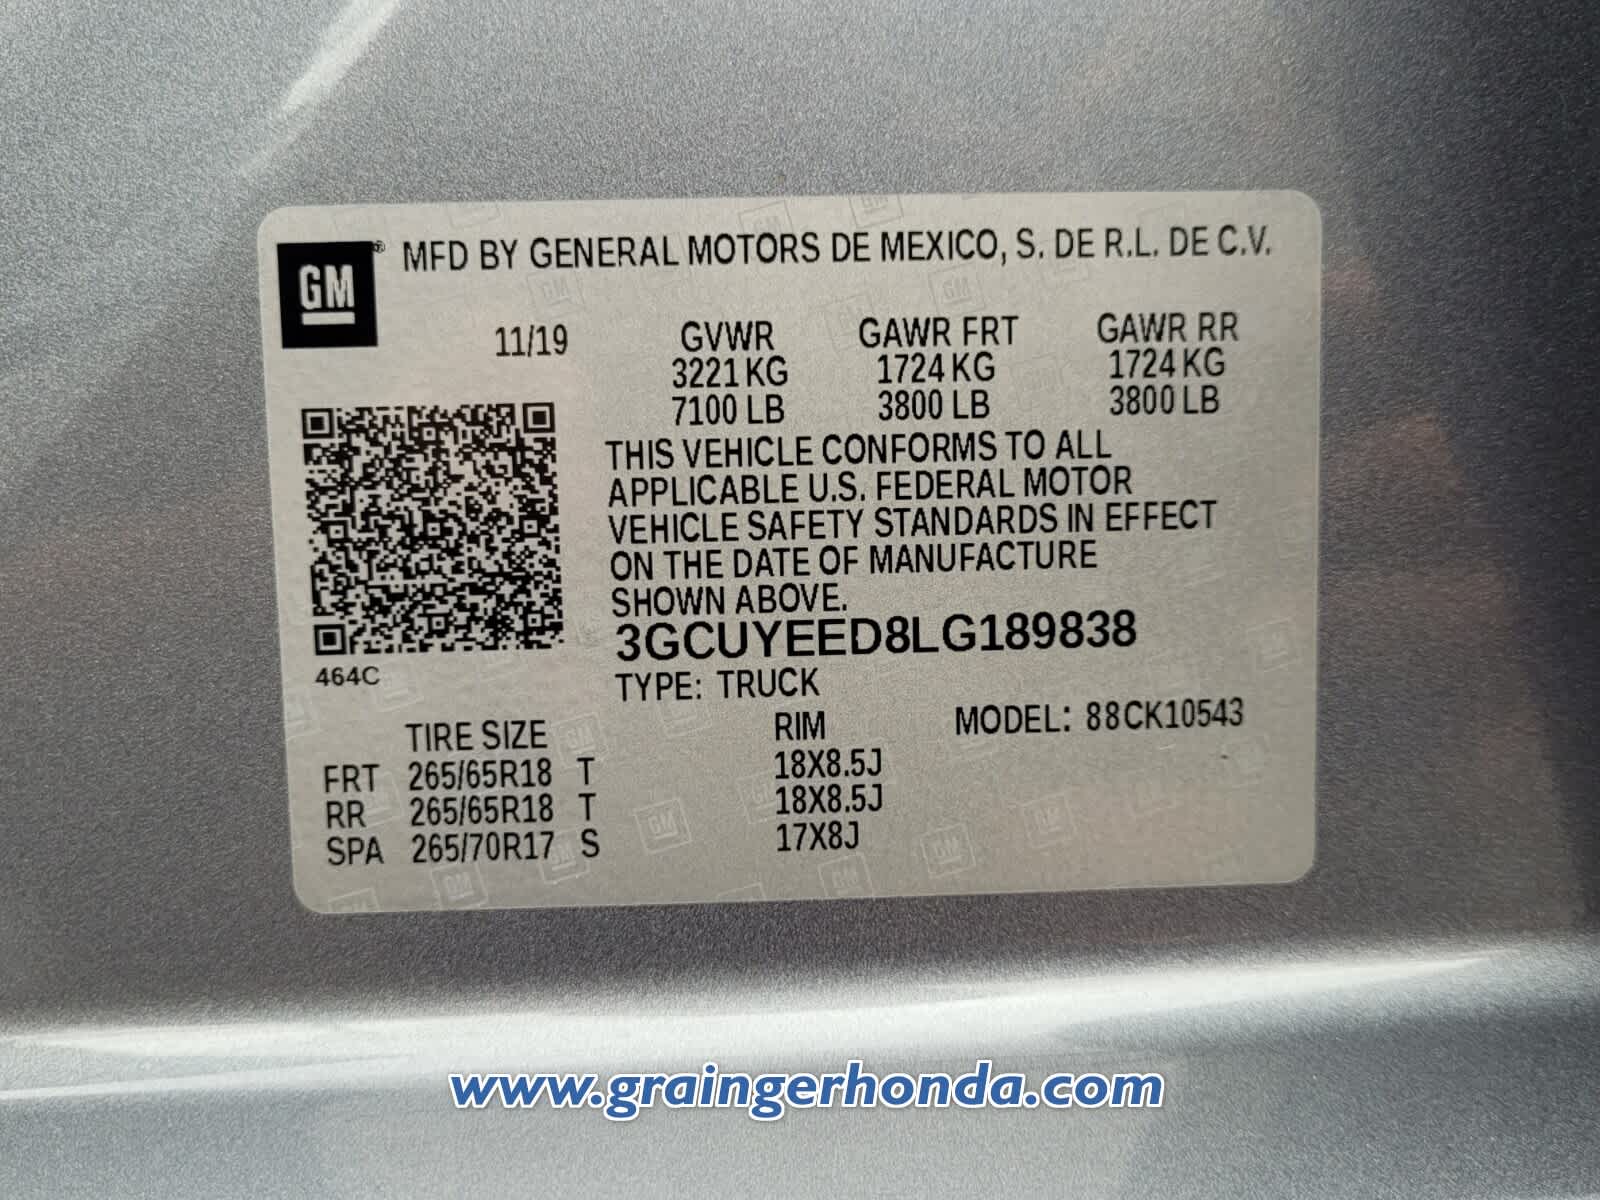 GM
® MFD BY GENERAL MOTORS DE MEXICO, S. DE R.L. DE C.V.
11/19 GVWR GAWR FRT GAWR RR
3221 KG 1724 KG 1724 KG
7100 LB 3800 LB 3800 LB
THIS VEHICLE CONFORMS TO ALL
APPLICABLE U.S. FEDERAL MOTOR
VEHICLE SAFETY STANDARDS IN EFFECT
ON THE DATE OF MANUFACTURE
SHOWN ABOVE.
3GCUYEED8LG189838
464C
TYPE: TRUCK
TIRE SIZE RIM MODEL: 88CK10543
FRT 265/65R18 T 18X8.5J
RR 265/65R18 T 18X8.5J
SPA 265/70R17 S 17X8J
www.graingerhonda.com